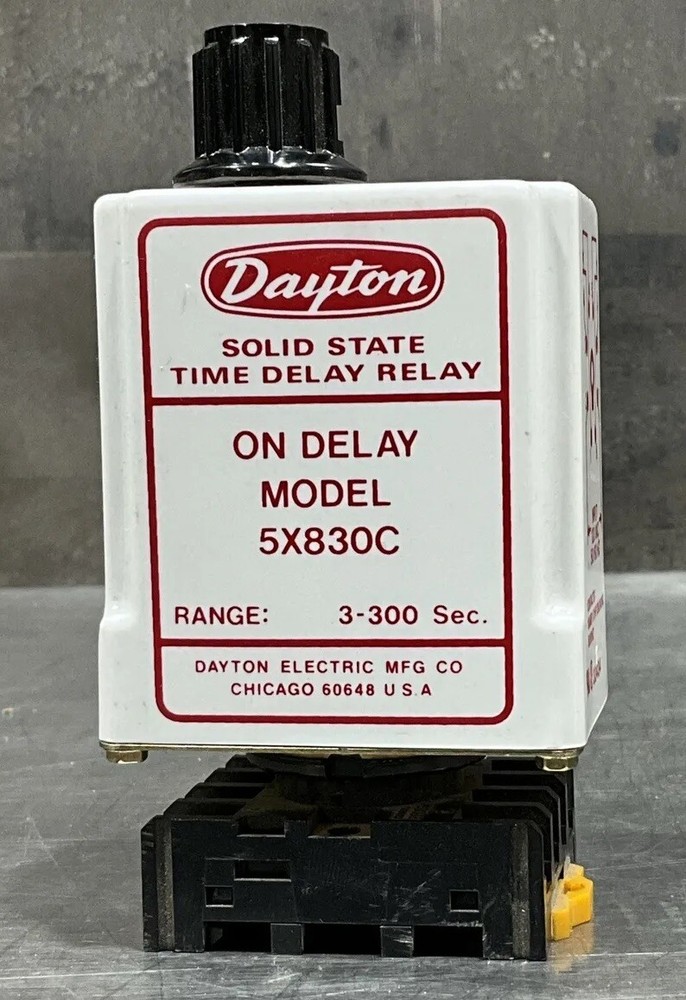 Dayton
SOLID STATE
TIME DELAY RELAY
ON DELAY
MODEL
5X830C
RANGE: 3-300 Sec.
DAYTON ELECTRIC MFG CO
CHICAGO 60648 U S A